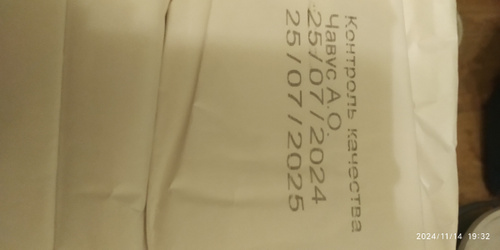 Контроль качества
Чавус А.О.
25/07/2024
25/07/2025
2024/11/14 19:32